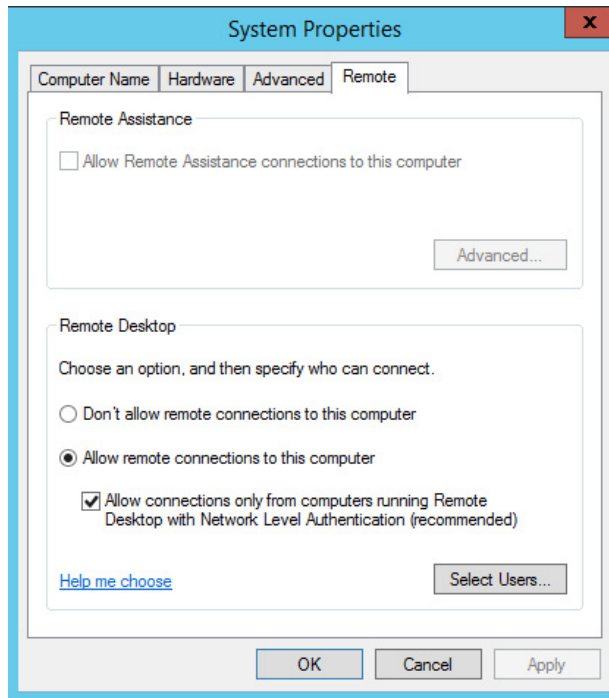 System Properties
x
Computer Name Hardware Advanced Remote
Remote Assistance
Allow Remote Assistance connections to this computer
Advanced...
Remote Desktop
Choose an option, and then specify who can connect.
Don't allow remote connections to this computer
Allow remote connections to this computer
Allow connections only from computers running Remote
Desktop with Network Level Authentication (recommended)
Help me choose Select Users...
OK Cancel Apply